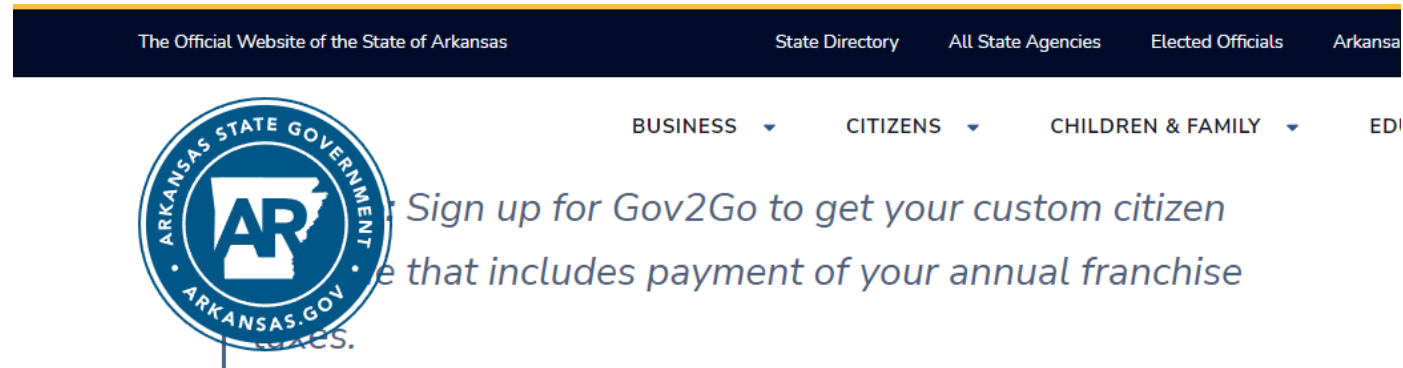 The Official Website of the State of Arkansas State Directory All State Agencies Elected Officials
BUSINESS CITIZENS CHILDREN & FAMILY
ARKANSAS STATE GOVERNMENT
AR
ARKANSAS.GOV
: Sign up for Gov2Go to get your custom citizen
that includes payment of your annual franchise
taxes.